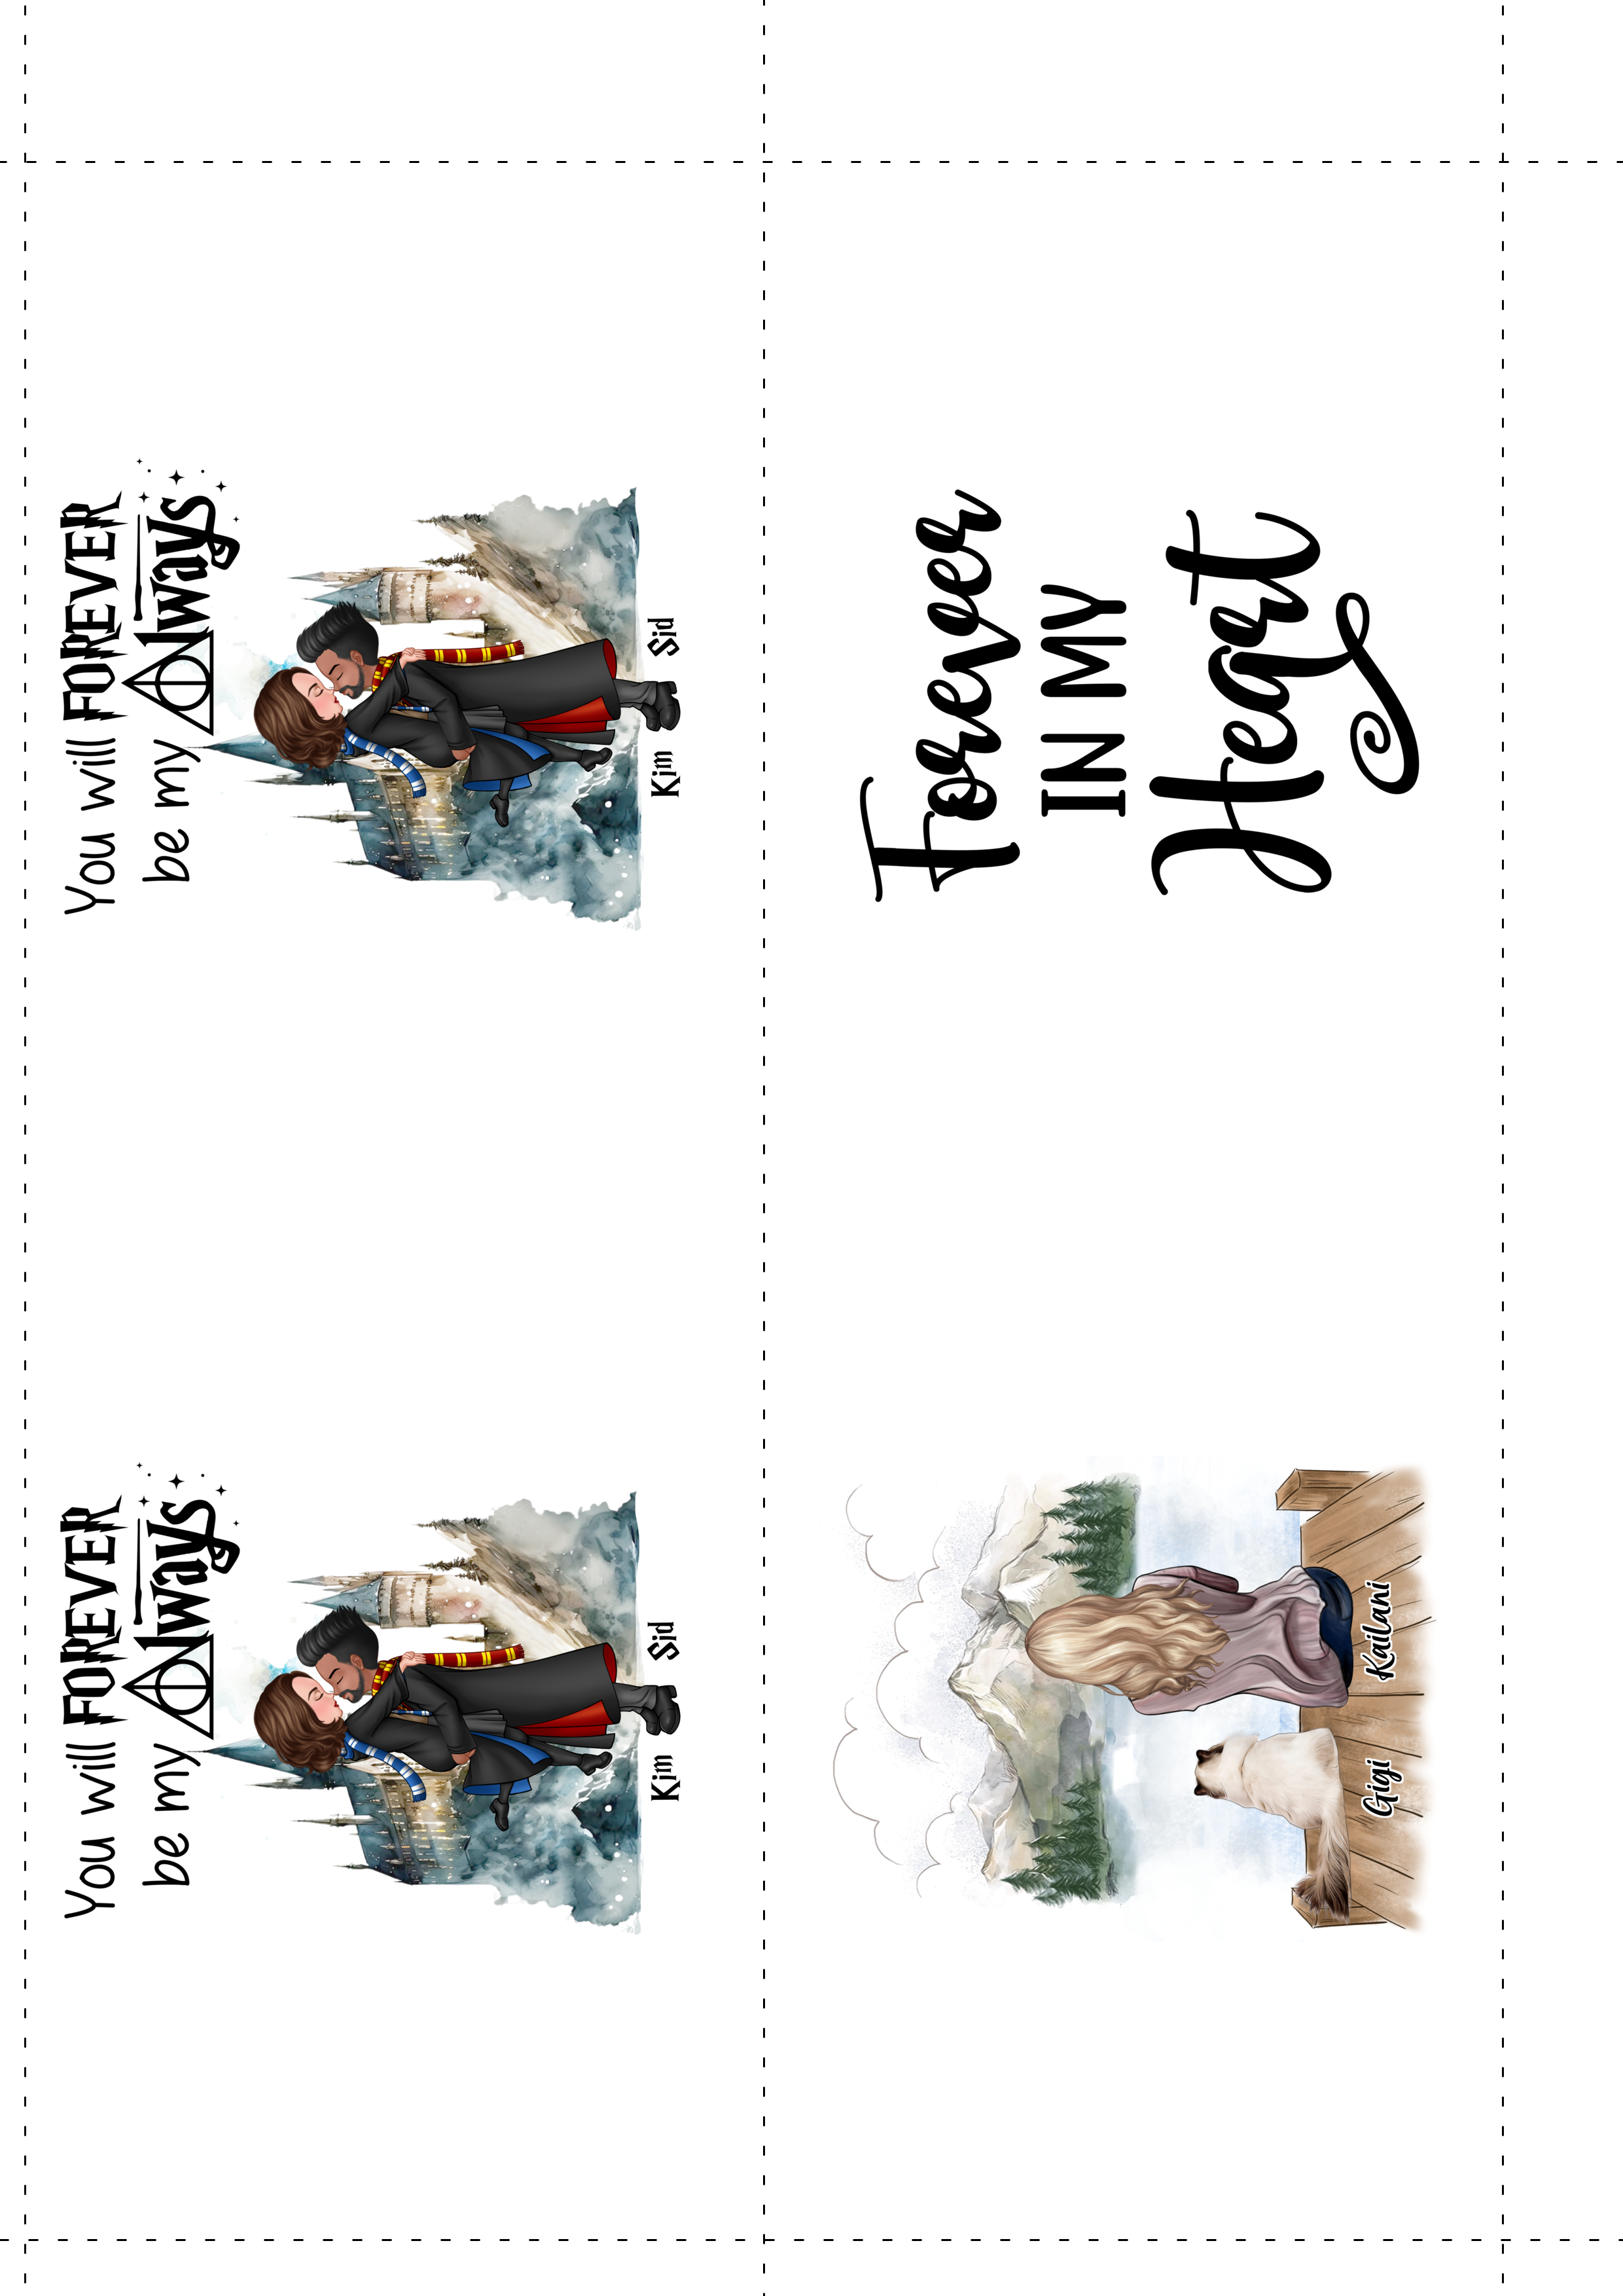 You will FOREVER
be my Always
Kim Sid
You will FOREVER
be my Always
Kim Sid
Forever
IN MY
Heart
Gigi Kailani